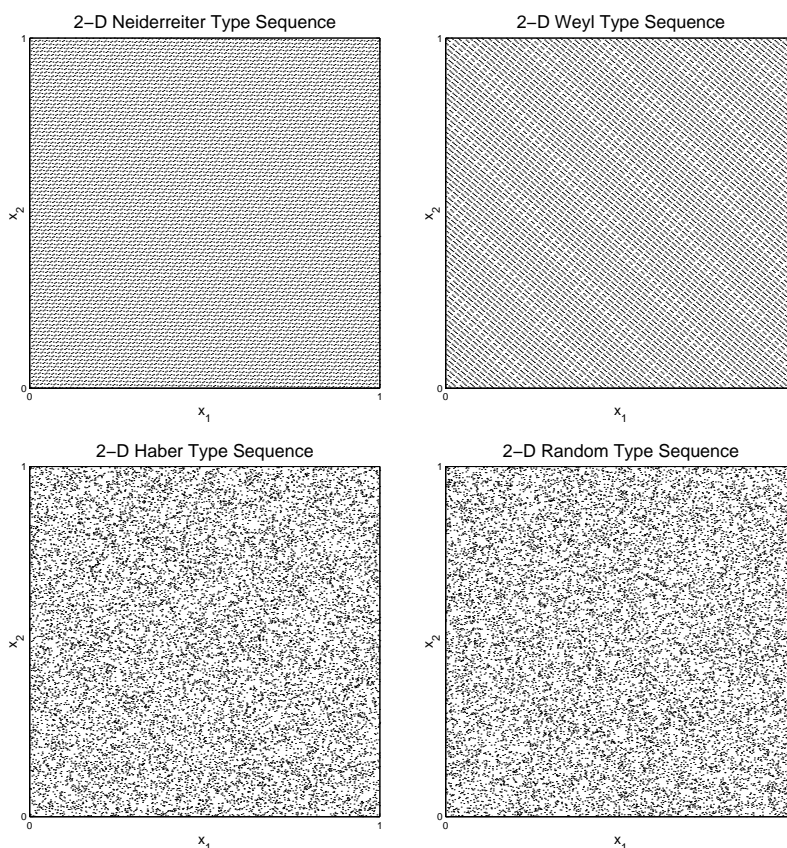 2−D Neiderreiter Type Sequence
1
x2
0
0
1
x1
2−D Weyl Type Sequence
1
x2
0
0
x1
2−D Haber Type Sequence
1
x2
0
0
1
x1
2−D Random Type Sequence
1
x2
0
0
x1